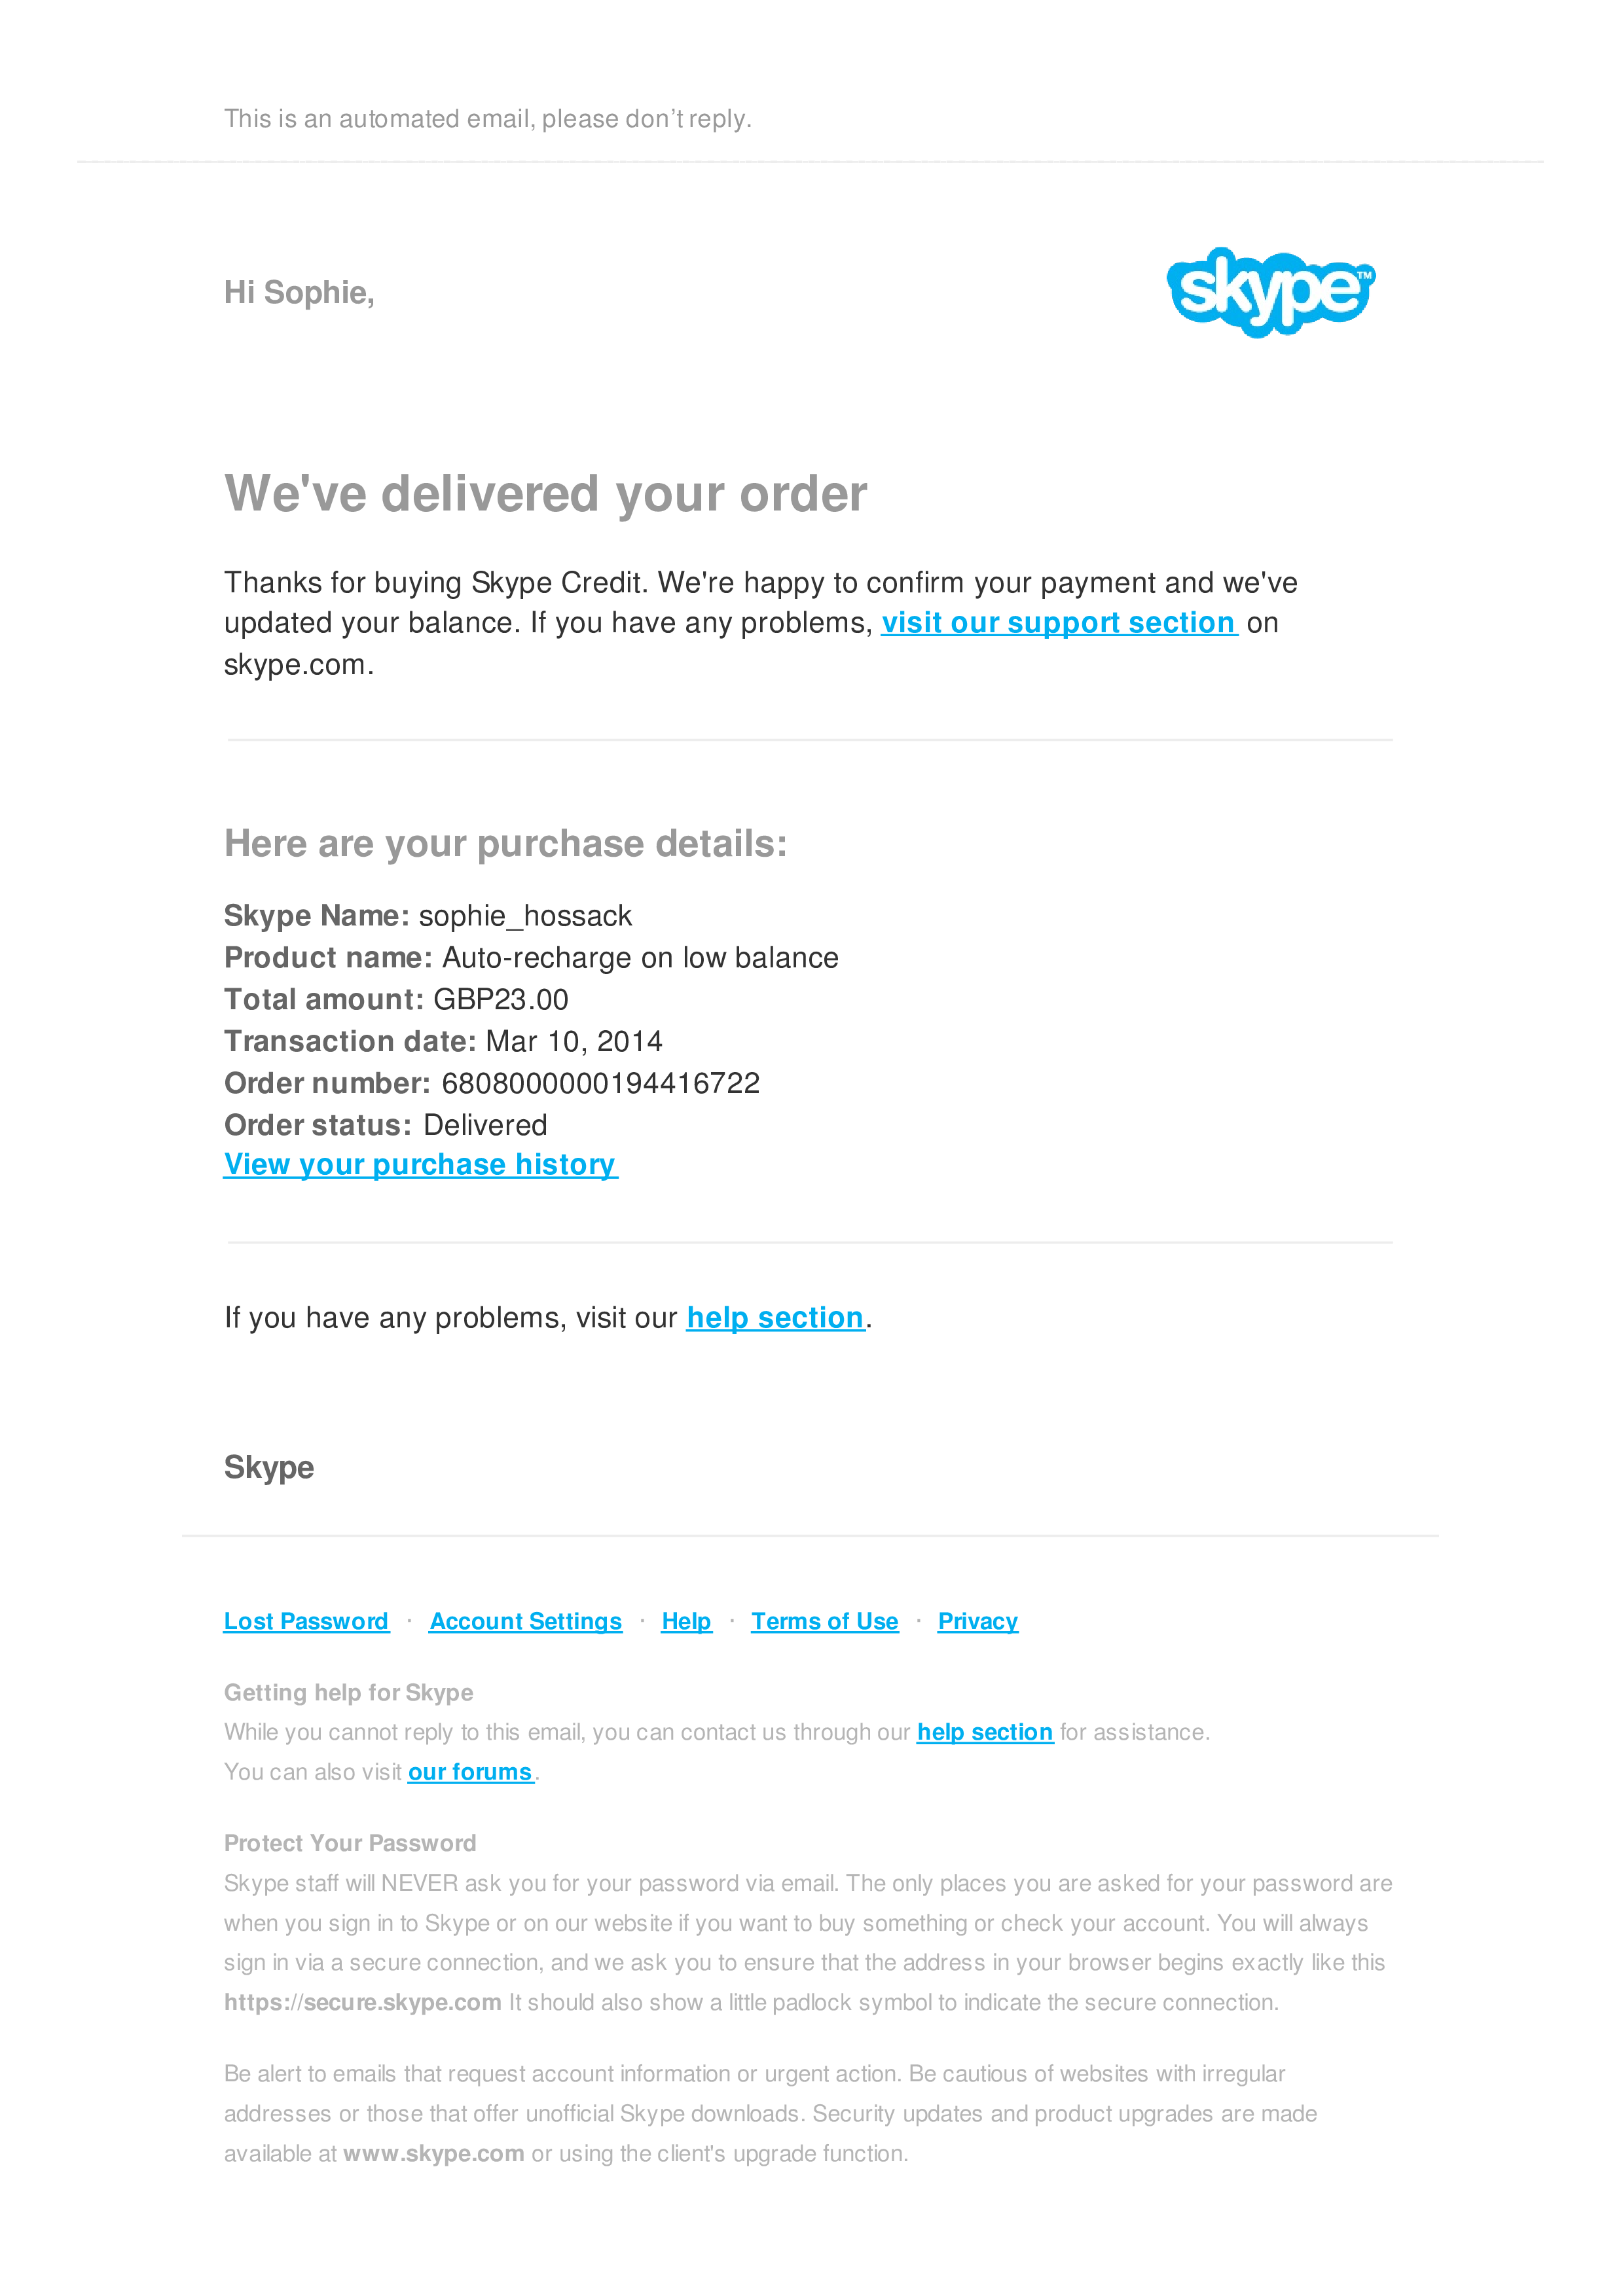 This is an automated email, please don’t reply.
Hi Sophie,
skype™
We've delivered your order
Thanks for buying Skype Credit. We're happy to confirm your payment and we've
updated your balance. If you have any problems, visit our support section on
skype.com.
Here are your purchase details:
Skype Name: sophie_hossack
Product name: Auto-recharge on low balance
Total amount: GBP23.00
Transaction date: Mar 10, 2014
Order number: 6808000000194416722
Order status: Delivered
View your purchase history
If you have any problems, visit our help section.
Skype
Lost Password · Account Settings · Help · Terms of Use · Privacy
Getting help for Skype
While you cannot reply to this email, you can contact us through our help section for assistance.
You can also visit our forums.
Protect Your Password
Skype staff will NEVER ask you for your password via email. The only places you are asked for your password are
when you sign in to Skype or on our website if you want to buy something or check your account. You will always
sign in via a secure connection, and we ask you to ensure that the address in your browser begins exactly like this
https://secure.skype.com It should also show a little padlock symbol to indicate the secure connection.
Be alert to emails that request account information or urgent action. Be cautious of websites with irregular
addresses or those that offer unofficial Skype downloads. Security updates and product upgrades are made
available at www.skype.com or using the client's upgrade function.